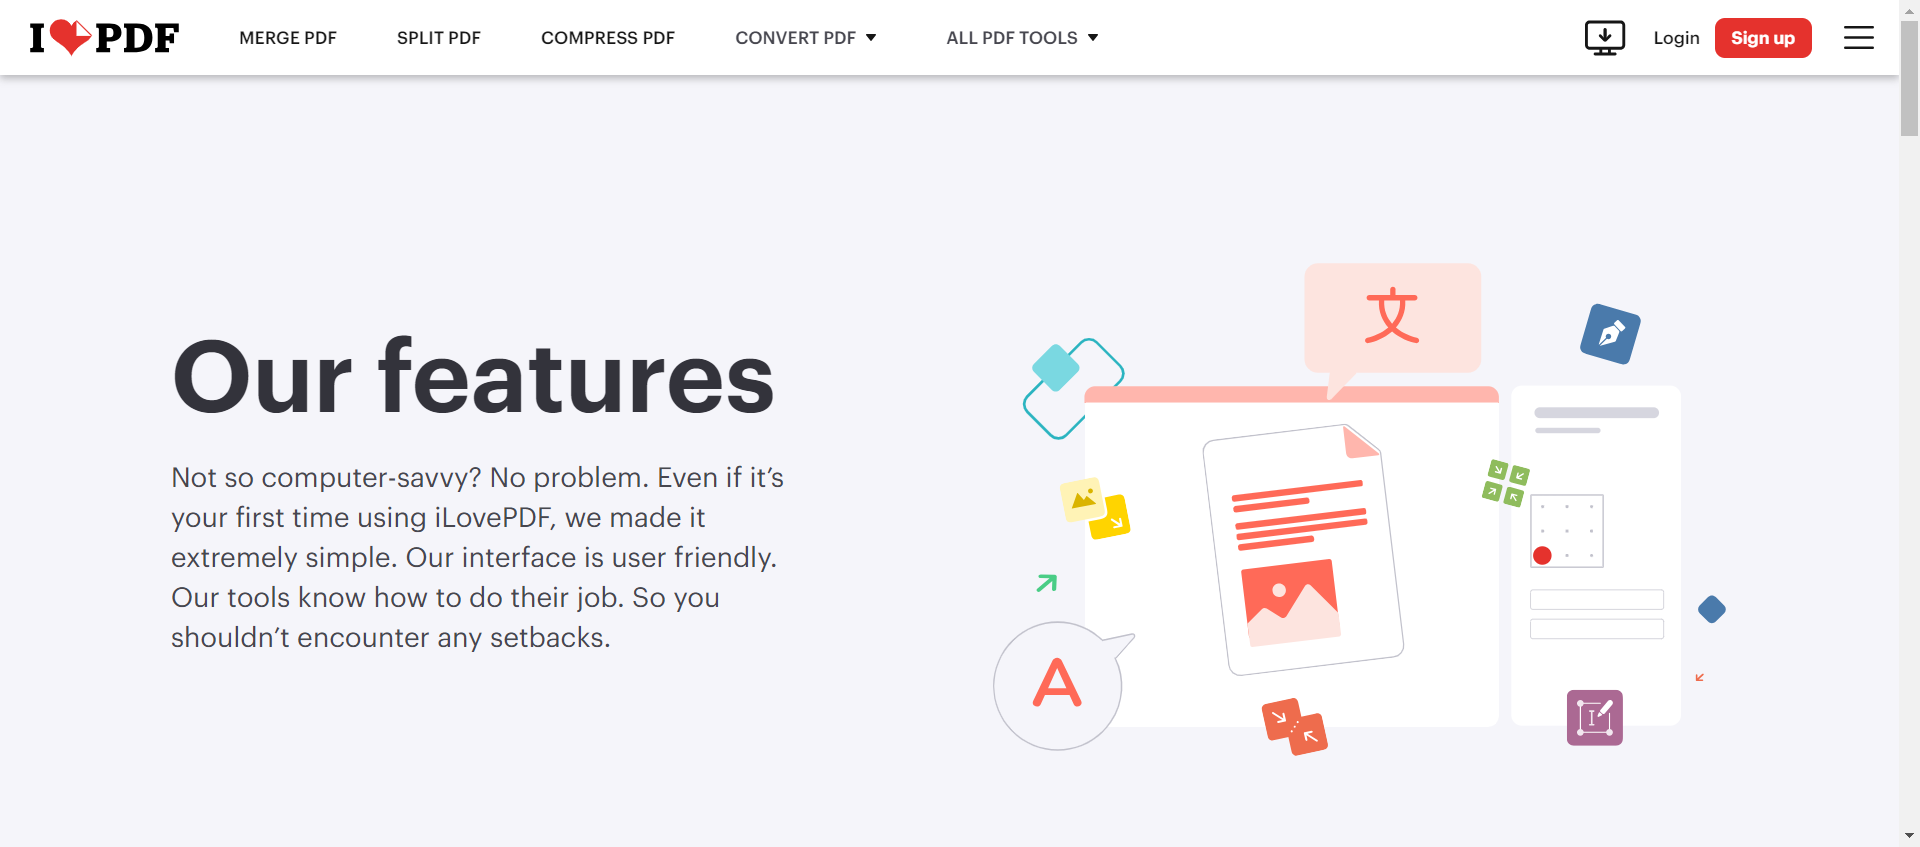 I PDF
MERGE PDF
SPLIT PDF
COMPRESS PDF
CONVERT PDF
ALL PDF TOOLS
Login
Sign up
Our features
Not so computer-savvy? No problem. Even if it’s
your first time using iLovePDF, we made it
extremely simple. Our interface is user friendly.
Our tools know how to do their job. So you
shouldn’t encounter any setbacks.
文
A